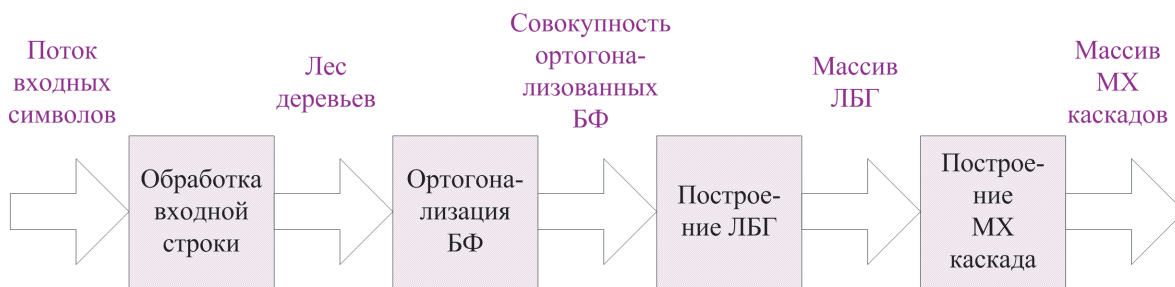 Поток
входных
символов
Обработка
входной
строки
Лес
деревьев
Ортогона-
лизация
БФ
Совокупность
ортогона-
лизованных
БФ
Построе-
ние ЛБГ
Массив
ЛБГ
Построе-
ние
МХ
каскада
Массив
МХ
каскадов